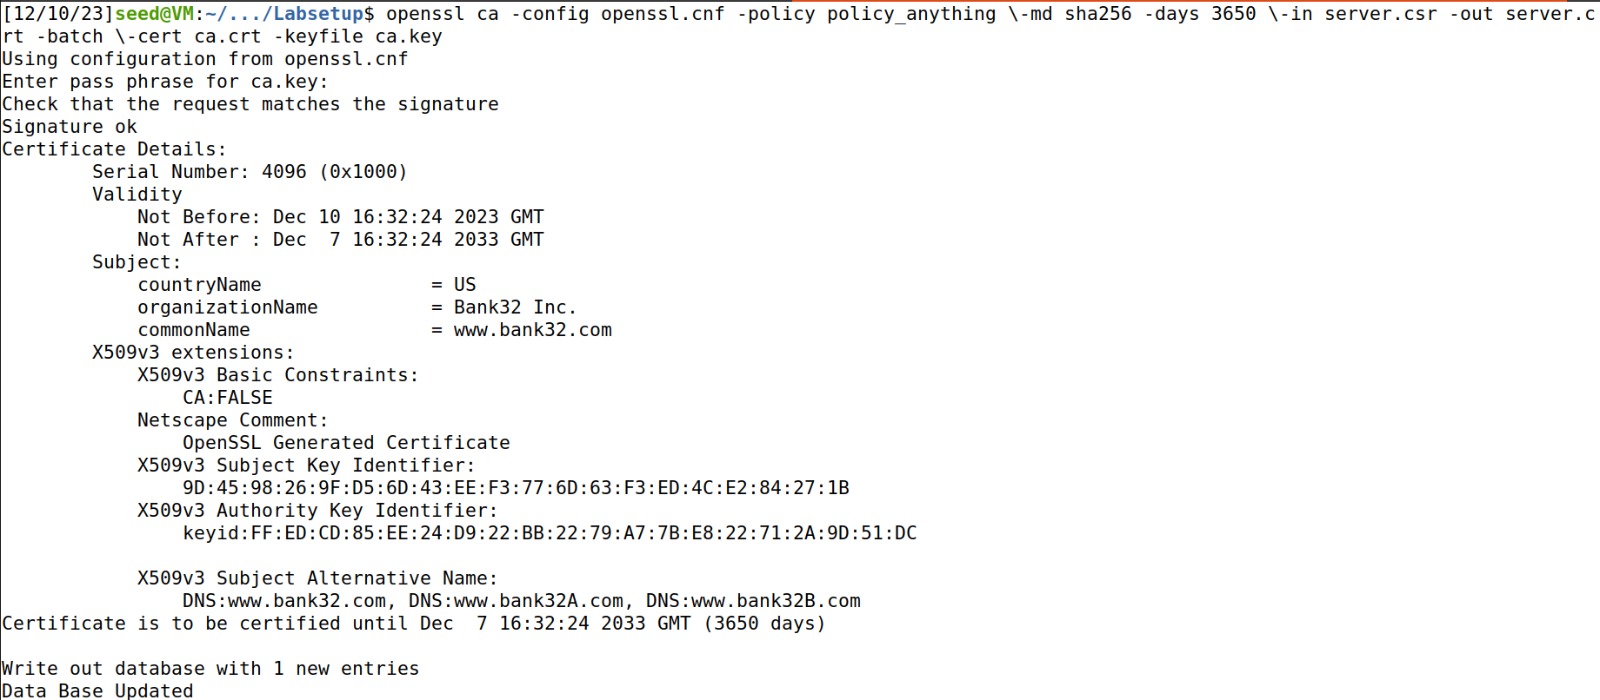 [12/10/23]seed@VM:~/.../Labsetup$ openssl ca -config openssl.cnf -policy policy_anything \-md sha256 -days 3650 \-in server.csr -out server.c
rt -batch \-cert ca.crt -keyfile ca.key
Using configuration from openssl.cnf
Enter pass phrase for ca.key:
Check that the request matches the signature
Signature ok
Certificate Details:
        Serial Number: 4096 (0x1000)
        Validity
            Not Before: Dec 10 16:32:24 2023 GMT
            Not After : Dec  7 16:32:24 2033 GMT
        Subject:
            countryName               = US
            organizationName          = Bank32 Inc.
            commonName                = www.bank32.com
        X509v3 extensions:
            X509v3 Basic Constraints:
                CA:FALSE
            Netscape Comment:
                OpenSSL Generated Certificate
            X509v3 Subject Key Identifier:
                9D:45:98:26:9F:D5:6D:43:EE:F3:77:6D:63:F3:ED:4C:E2:84:27:1B
            X509v3 Authority Key Identifier:
                keyid:FF:ED:CD:85:EE:24:D9:22:BB:22:79:A7:7B:E8:22:71:2A:9D:51:DC

            X509v3 Subject Alternative Name:
                DNS:www.bank32.com, DNS:www.bank32A.com, DNS:www.bank32B.com
Certificate is to be certified until Dec  7 16:32:24 2033 GMT (3650 days)

Write out database with 1 new entries
Data Base Updated